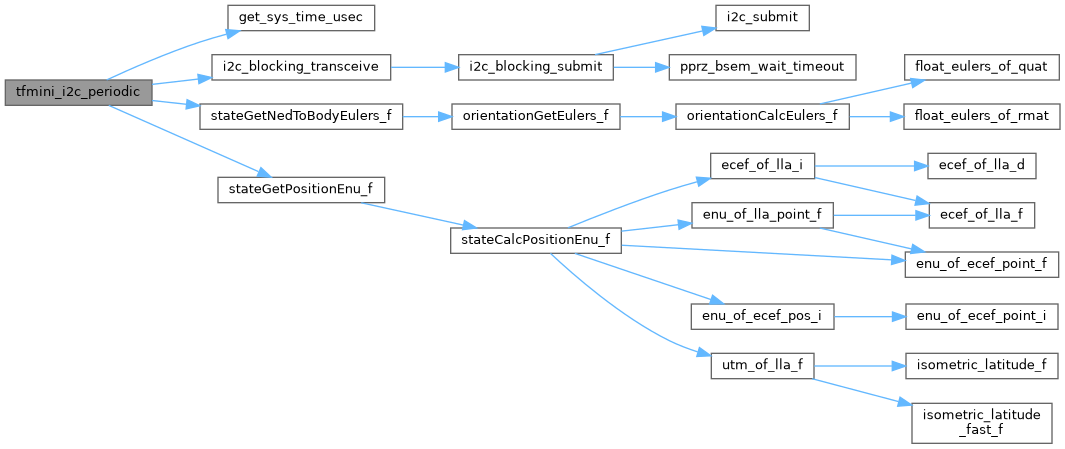 tfmini_i2c_periodic
get_sys_time_usec
i2c_blocking_transceive
i2c_blocking_submit
i2c_submit
pprz_bsem_wait_timeout
stateGetNedToBodyEulers_f
orientationGetEulers_f
orientationCalcEulers_f
float_eulers_of_quat
float_eulers_of_rmat
stateGetPositionEnu_f
stateCalcPositionEnu_f
ecef_of_lla_i
ecef_of_lla_d
enu_of_lla_point_f
ecef_of_lla_f
enu_of_ecef_point_f
enu_of_ecef_pos_i
enu_of_ecef_point_i
utm_of_lla_f
isometric_latitude_f
isometric_latitude
_fast_f